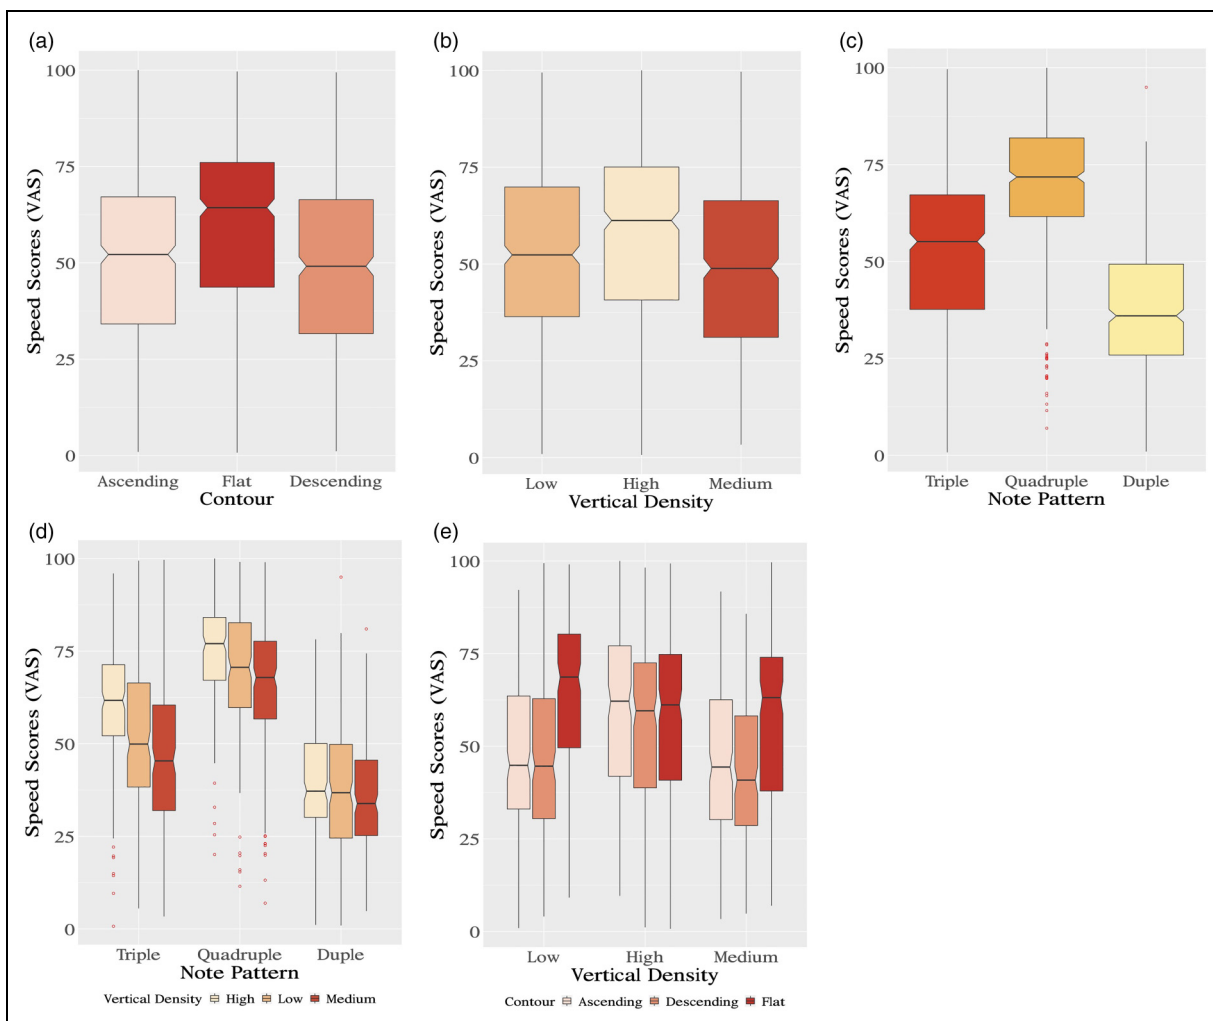 (a)
100
75
50
25
0
Speed Scores (VAS)
Ascending Flat Descending
Contour
(b)
100
75
50
25
0
Speed Scores (VAS)
Low High Medium
Vertical Density
(c)
100
75
50
25
0
Speed Scores (VAS)
Triple Quadruple Duple
Note Pattern
(d)
100
75
50
25
0
Speed Scores (VAS)
Triple Quadruple Duple
Note Pattern
Vertical Density High Low Medium
(e)
100
75
50
25
0
Speed Scores (VAS)
Low High Medium
Vertical Density
Contour Ascending Descending Flat